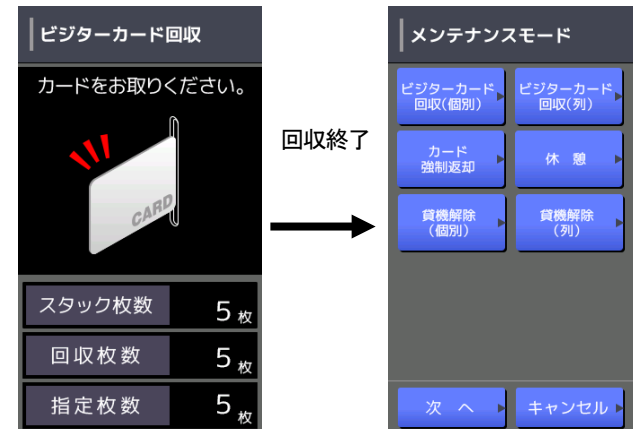 ビジターカード回収
カードをお取りください。
CARD
スタック枚数 5枚
回収枚数 5枚
指定枚数 5枚
回収終了
メンテナンスモード
ビジターカード
回収(個別)
ビジターカード
回収(列)
カード
強制返却
休 憩
貸機解除
(個別)
貸機解除
(列)
次 へ
キャンセル